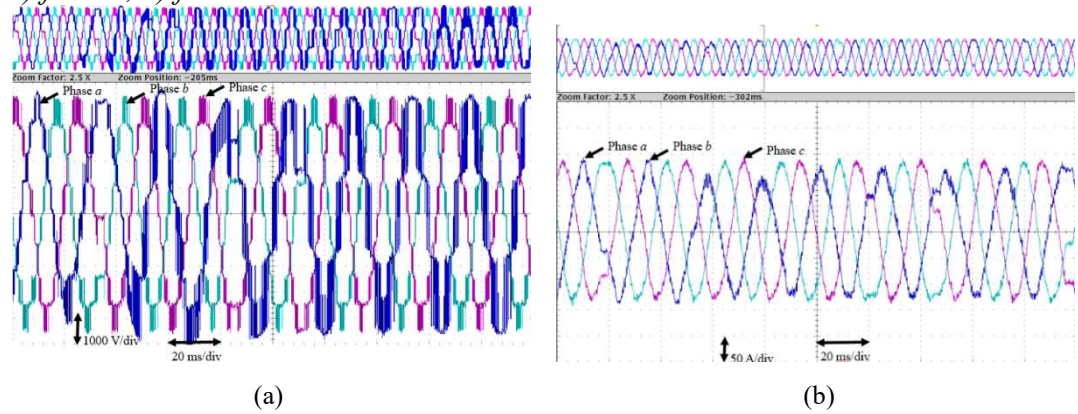 Zoom Factor: 2.5 X Zoom Position: −205ms
Phase a
Phase b
Phase c
1000 V/div
20 ms/div
(a)
Zoom Factor: 2.5 X Zoom Position: −302ms
Phase a
Phase b
Phase c
50 A/div
20 ms/div
(b)